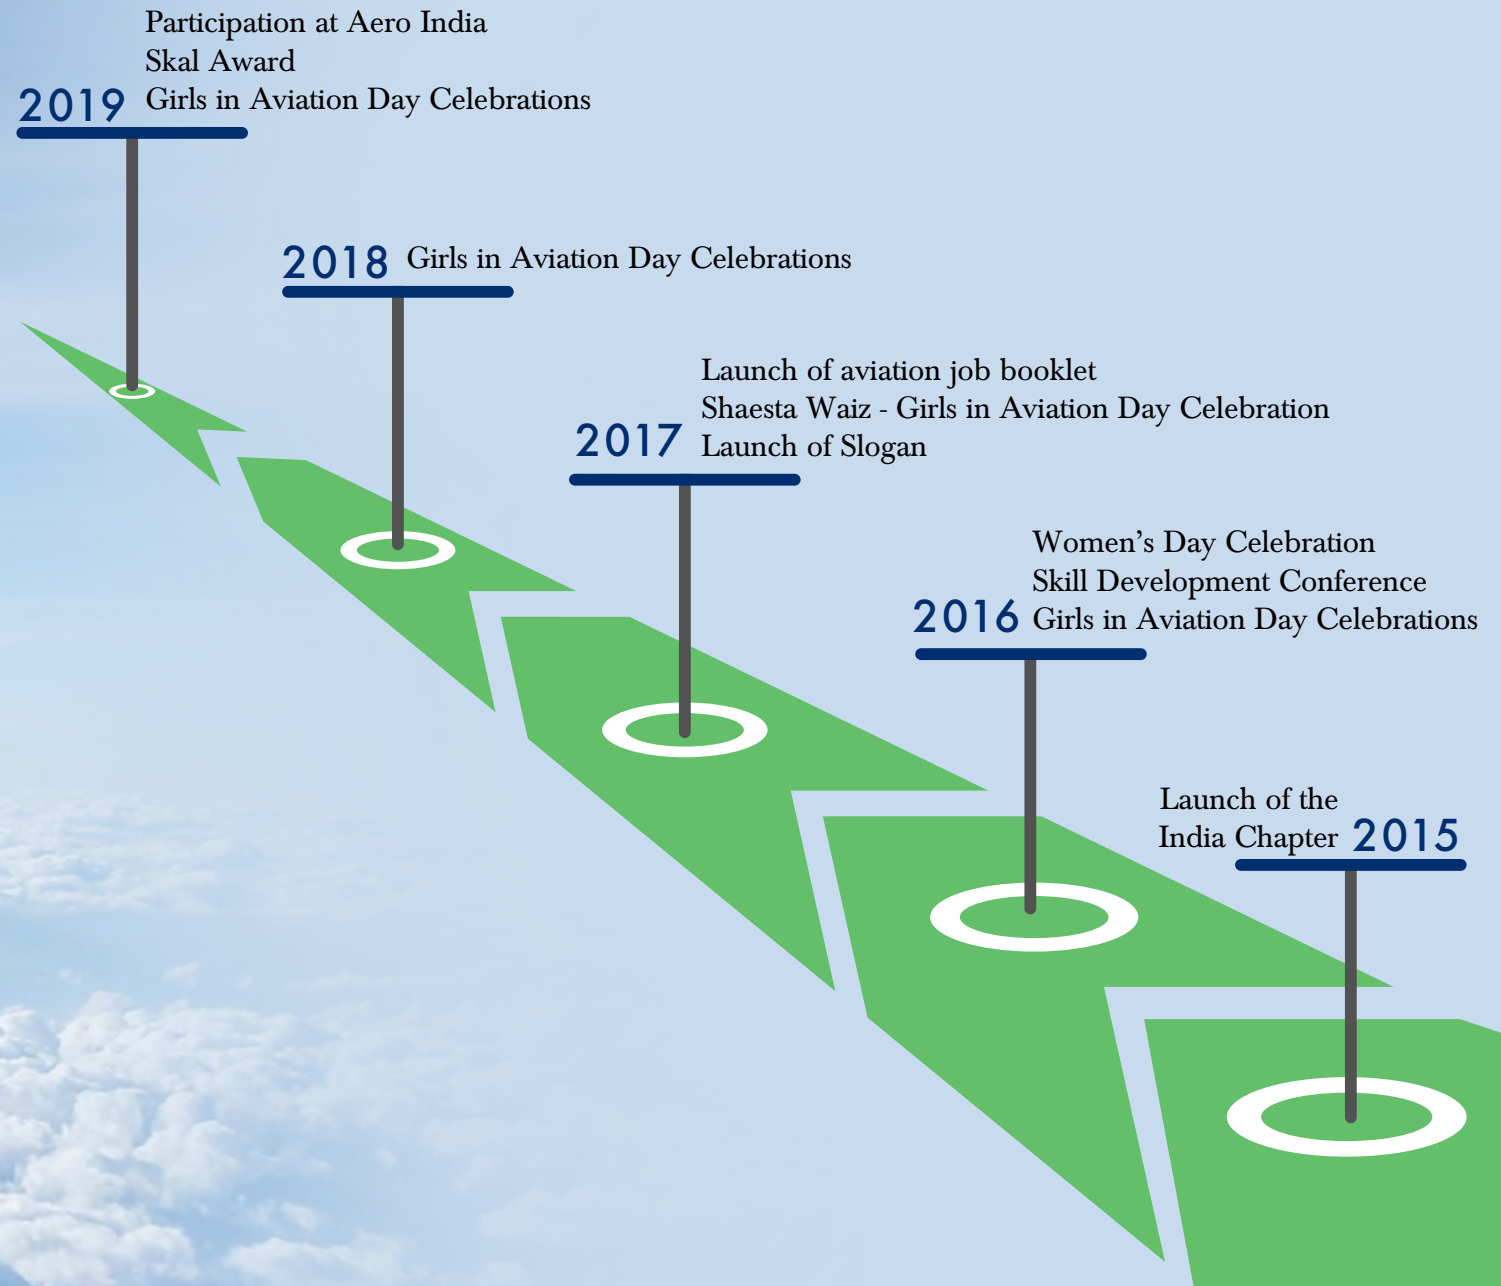 Participation at Aero India
Skal Award
2019 Girls in Aviation Day Celebrations
2018 Girls in Aviation Day Celebrations
Launch of aviation job booklet
Shaesta Waiz - Girls in Aviation Day Celebration
2017 Launch of Slogan
Women’s Day Celebration
Skill Development Conference
2016 Girls in Aviation Day Celebrations
Launch of the
India Chapter 2015